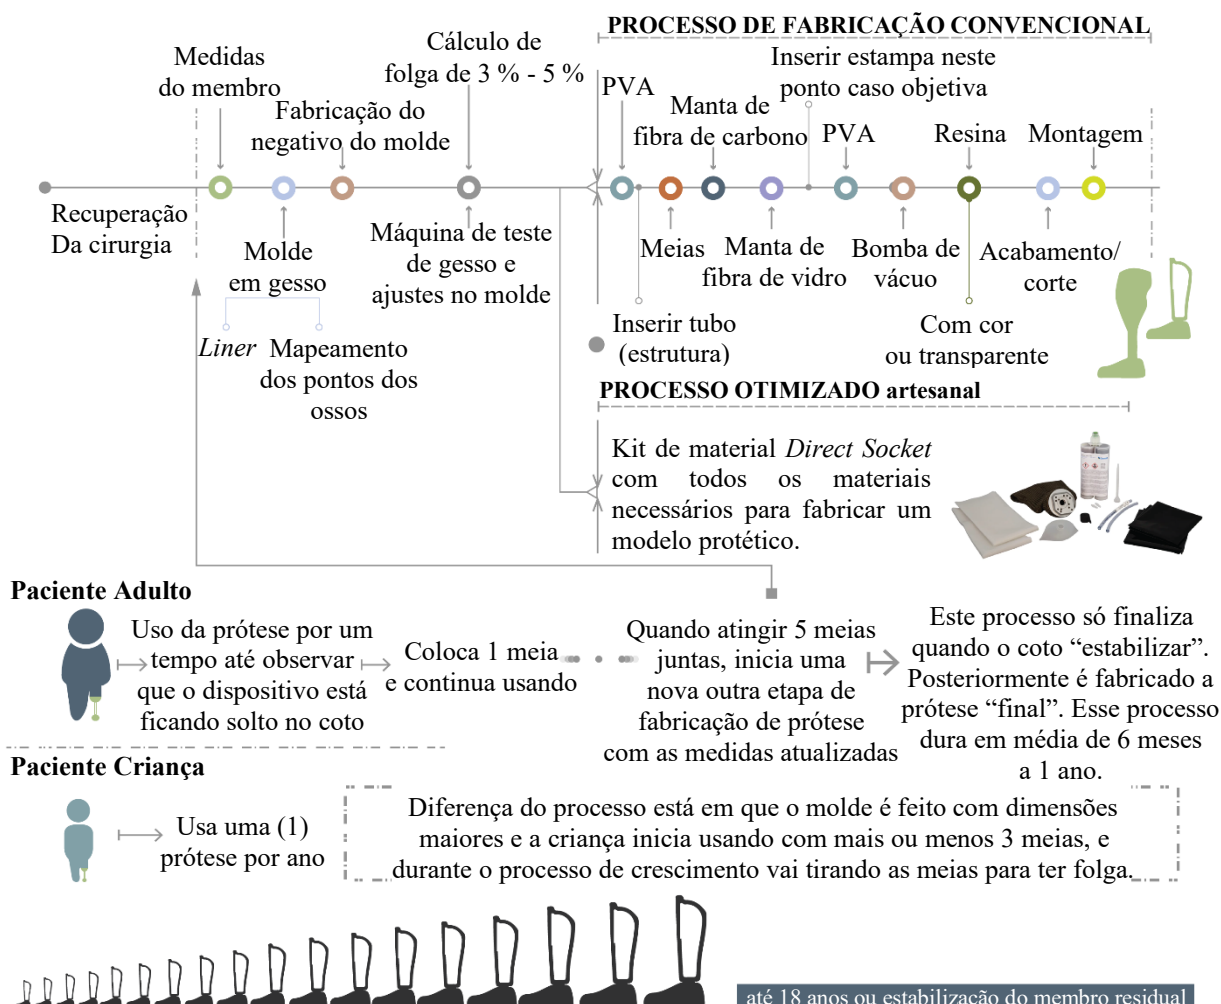 PROCESSO DE FABRICAÇÃO CONVENCIONAL
Medidas
do membro
Fabricação do
negativo do molde
Cálculo de
folga de 3 % - 5 %
PVA
Manta de
fibra de carbono
Inserir estampa neste
ponto caso objetiva
PVA
Resina
Montagem
Recuperação
Da cirurgia
Molde
em gesso
Liner
Mapeamento
dos pontos dos
ossos
Máquina de teste
de gesso e
ajustes no molde
Meias
Manta de
fibra de vidro
Bomba de
vácuo
Acabamento/
corte
Inserir tubo
(estrutura)
Com cor
ou transparente
PROCESSO OTIMIZADO artesanal
Kit de material Direct Socket
com todos os materiais
necessários para fabricar um
modelo protético.
Paciente Adulto
Uso da prótese por um
tempo até observar
que o dispositivo está
ficando solto no coto
Coloca 1 meia
e continua usando
Quando atingir 5 meias
juntas, inicia uma
nova outra etapa de
fabricação de prótese
com as medidas atualizadas
Este processo só finaliza
quando o coto “estabilizar”.
Posteriormente é fabricado a
prótese “final”. Esse processo
dura em média de 6 meses
a 1 ano.
Paciente Criança
Usa uma (1)
prótese por ano
Diferença do processo está em que o molde é feito com dimensões
maiores e a criança inicia usando com mais ou menos 3 meias, e
durante o processo de crescimento vai tirando as meias para ter folga.
até 18 anos ou estabilização do membro residual